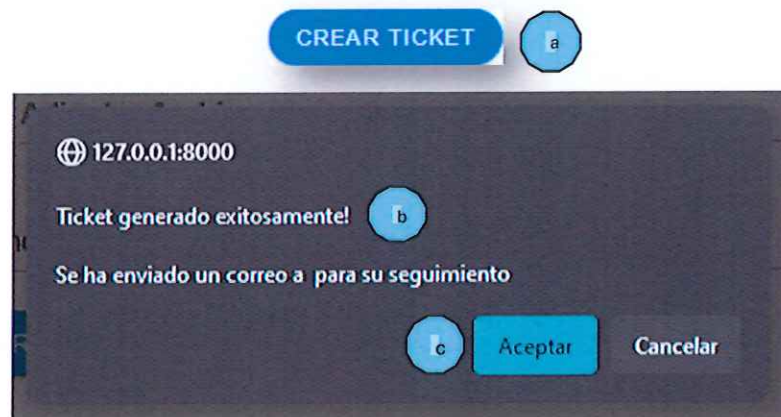 CREAR TICKET a
127.0.0.1:8000
Ticket generado exitosamente! b
Se ha enviado un correo a para su seguimiento
c Aceptar Cancelar